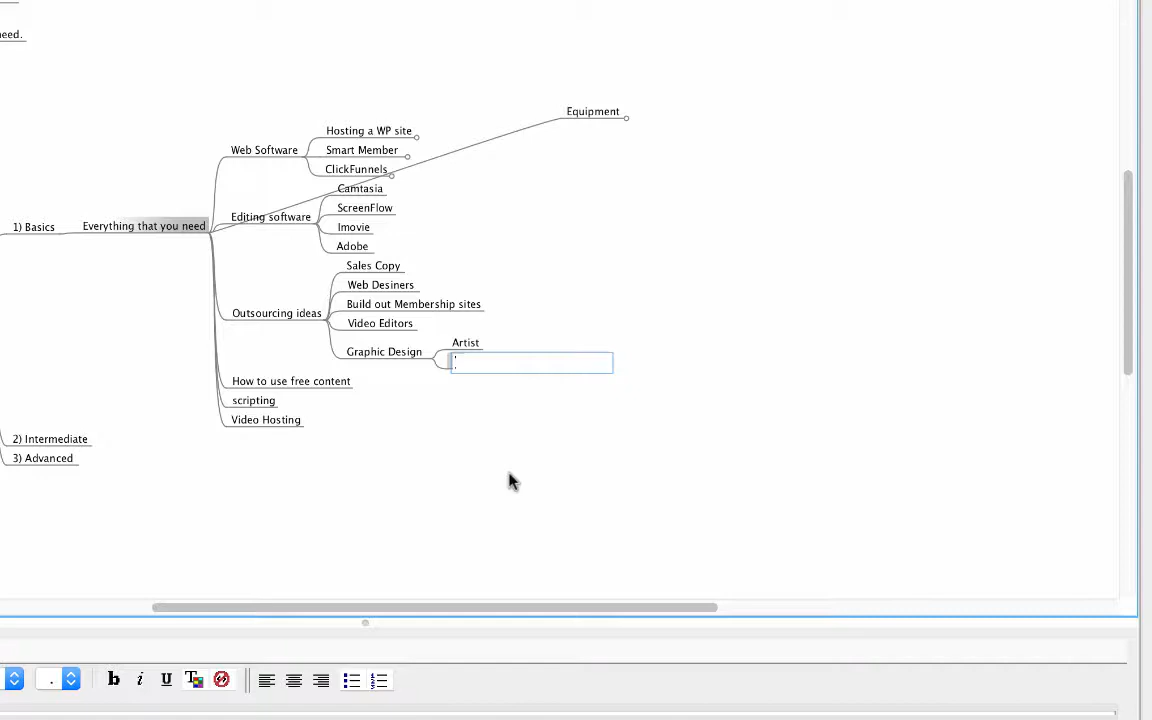 need.
Equipment
Hosting a WP site
Web Software
Smart Member
ClickFunnels
Camtasia
ScreenFlow
Editing software
Imovie
Adobe
1) Basics
Everything that you need
Sales Copy
Web Desiners
Build out Membership sites
Outsourcing ideas
Video Editors
Artist
Graphic Design
How to use free content
scripting
Video Hosting
2) Intermediate
3) Advanced
. b i U T